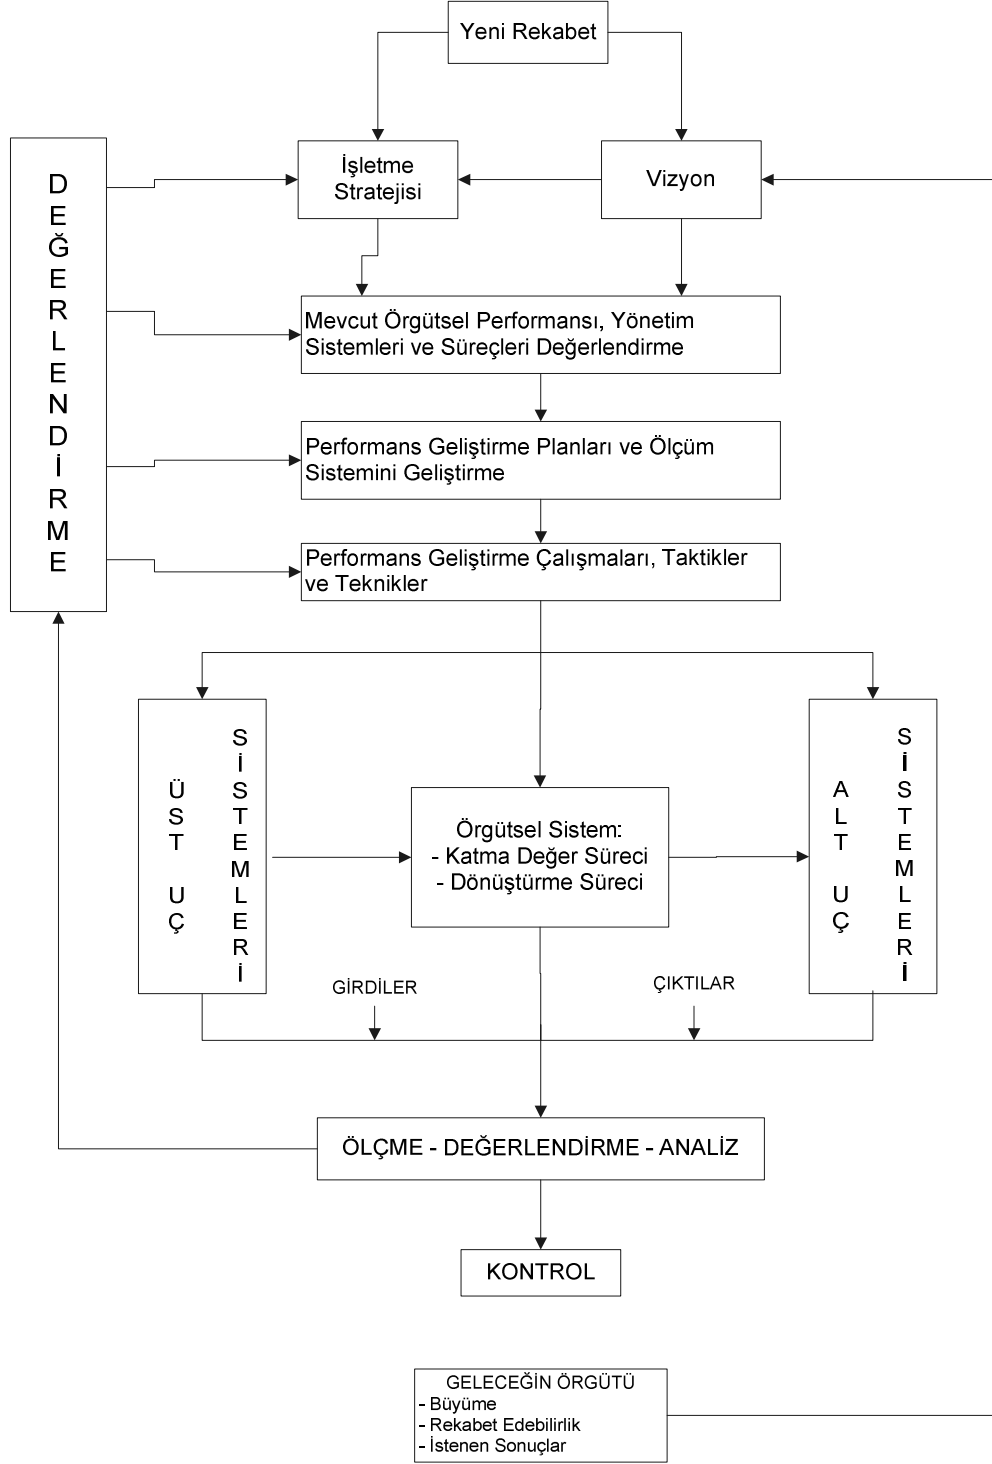 Yeni Rekabet
İşletme
Stratejisi
Vizyon
DEĞERLENDİRME
Mevcut Örgütsel Performansı, Yönetim
Sistemleri ve Süreçleri Değerlendirme
Performans Geliştirme Planları ve Ölçüm
Sistemini Geliştirme
Performans Geliştirme Çalışmaları, Taktikler
ve Teknikler
ÜST UÇ
SİSTEMLERİ
Örgütsel Sistem:
- Katma Değer Süreci
- Dönüştürme Süreci
ALT UÇ
SİSTEMLERİ
GİRDİLER
ÇIKTILAR
ÖLÇME - DEĞERLENDİRME - ANALİZ
KONTROL
GELECEĞİN ÖRGÜTÜ
- Büyüme
- Rekabet Edebilirlik
- İstenen Sonuçlar